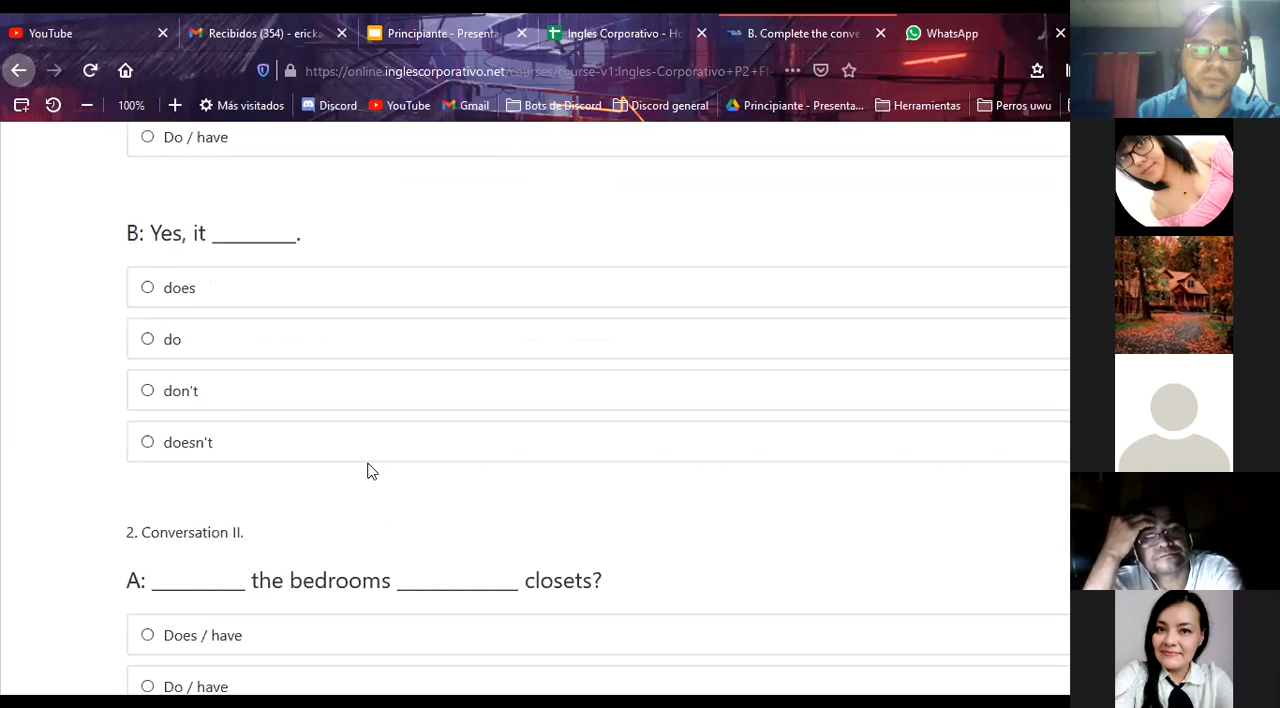 YouTube
Recibidos (354) - ericka
Principiante - Presenta
Ingles Corporativo - Ho
B. Complete the conve
WhatsApp
https://online.inglescorporativo.net/courses/course-v1:Ingles-Corporativo+P2+FI
100%
Más visitados
Discord
YouTube
Gmail
Bots de Discord
Discord general
Principiante - Presenta...
Herramientas
Perros uwu
Do / have
B: Yes, it ________.
does
do
don't
doesn't
2. Conversation II.
A: _________ the bedrooms ___________ closets?
Does / have
Do / have